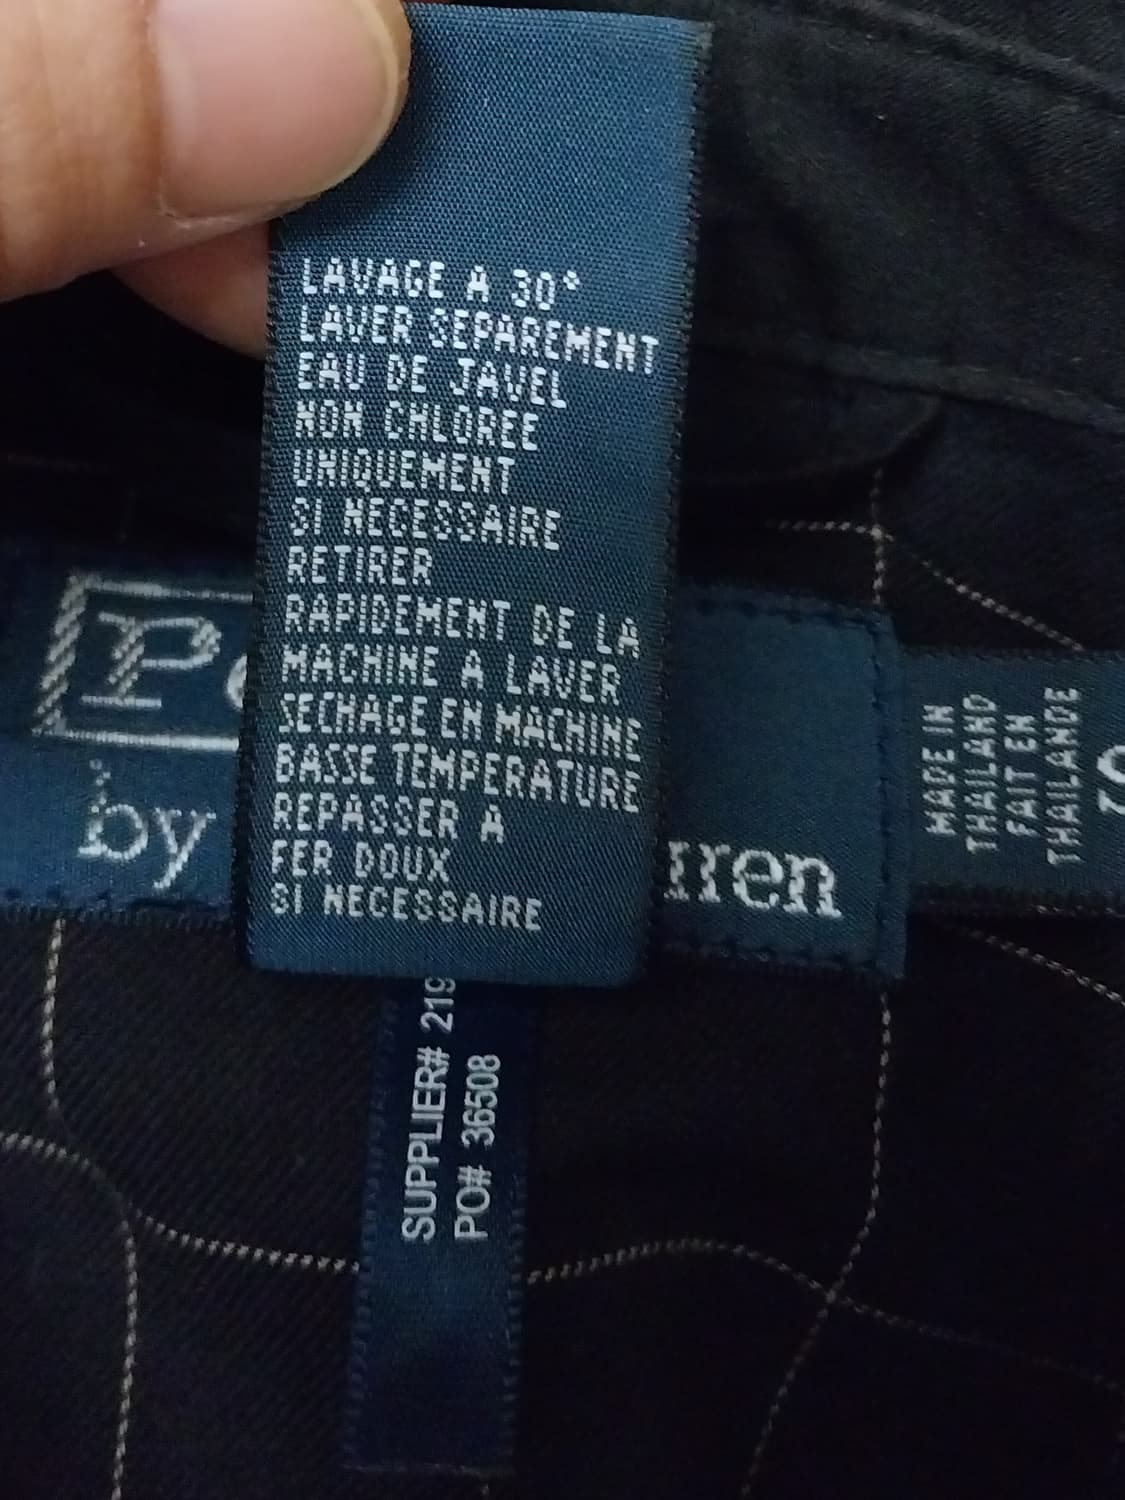 LAVAGE A 30°
LAVER SEPAREMENT
EAU DE JAVEL
NON CHLOREE
UNIQUEMENT
SI NECESSAIRE
RETIRER
RAPIDEMENT DE LA
MACHINE A LAVER
SECHAGE EN MACHINE
BASSE TEMPERATURE
REPASSER A
FER DOUX
SI NECESSAIRE
P
by
uren
MADE IN
THAILAND
FAIT EN
THAILANDE
SUPPLIER# 219
PO# 36508